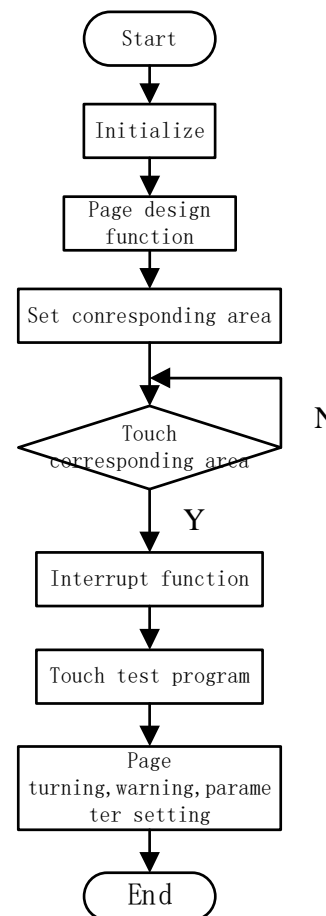 Start
Initialize
Page design
function
Set conresponding area
Touch
corresponding area
N
Y
Interrupt function
Touch test program
Page
turning,warning,parame
ter setting
End